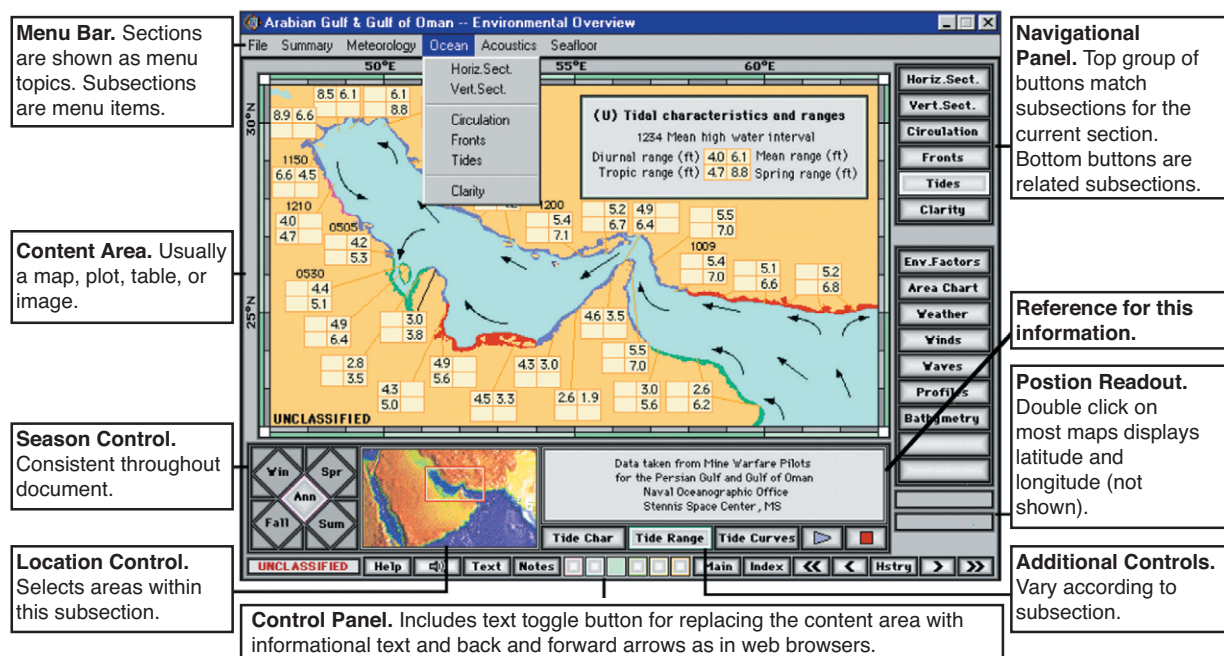 Menu Bar. Sections
are shown as menu
topics. Subsections
are menu items.
Content Area. Usually
a map, plot, table, or
image.
Season Control.
Consistent throughout
document.
Location Control.
Selects areas within
this subsection.
Arabian Gulf & Gulf of Oman -- Environmental Overview
File Summary Meteorology Ocean Acoustics Seafloor
Horiz.Sect.
Vert.Sect.
Circulation
Fronts
Tides
Clarity
50°E 55°E 60°E
30°N
25°N
(U) Tidal characteristics and ranges
1234 Mean high water interval
Diurnal range (ft) 4.0 6.1 Mean range (ft)
Tropic range (ft) 4.7 8.8 Spring range (ft)
8.5 6.1
6.1
8.8
8.9 6.6
1150
6.6 4.5
1210
4.0
4.7
0505
4.2
5.3
0530
4.4
5.1
4.9
6.4
2.8
3.5
3.0
3.8
4.3
5.0
4.9
5.6
4.5 3.3
4.3 3.0
2.6 1.9
4.6 3.5
5.5
7.0
3.0
5.6
2.6
6.2
1200
5.4
7.1
5.2
6.7
4.9
6.4
5.5
7.0
1009
5.4
7.0
5.1
6.6
5.2
6.8
UNCLASSIFIED
Horiz.Sect.
Vert.Sect.
Circulation
Fronts
Tides
Clarity
Env.Factors
Area Chart
Weather
Winds
Waves
Profiles
Bathymetry
Win Spr
Ann
Fall Sum
Data taken from Mine Warfare Pilots
for the Persian Gulf and Gulf of Oman
Naval Oceanographic Office
Stennis Space Center, MS
Tide Char Tide Range Tide Curves
UNCLASSIFIED Help Text Notes Main Index Hstry
Navigational
Panel. Top group of
buttons match
subsections for the
current section.
Bottom buttons are
related subsections.
Reference for this
information.
Postion Readout.
Double click on
most maps displays
latitude and
longitude (not
shown).
Additional Controls.
Vary according to
subsection.
Control Panel. Includes text toggle button for replacing the content area with
informational text and back and forward arrows as in web browsers.